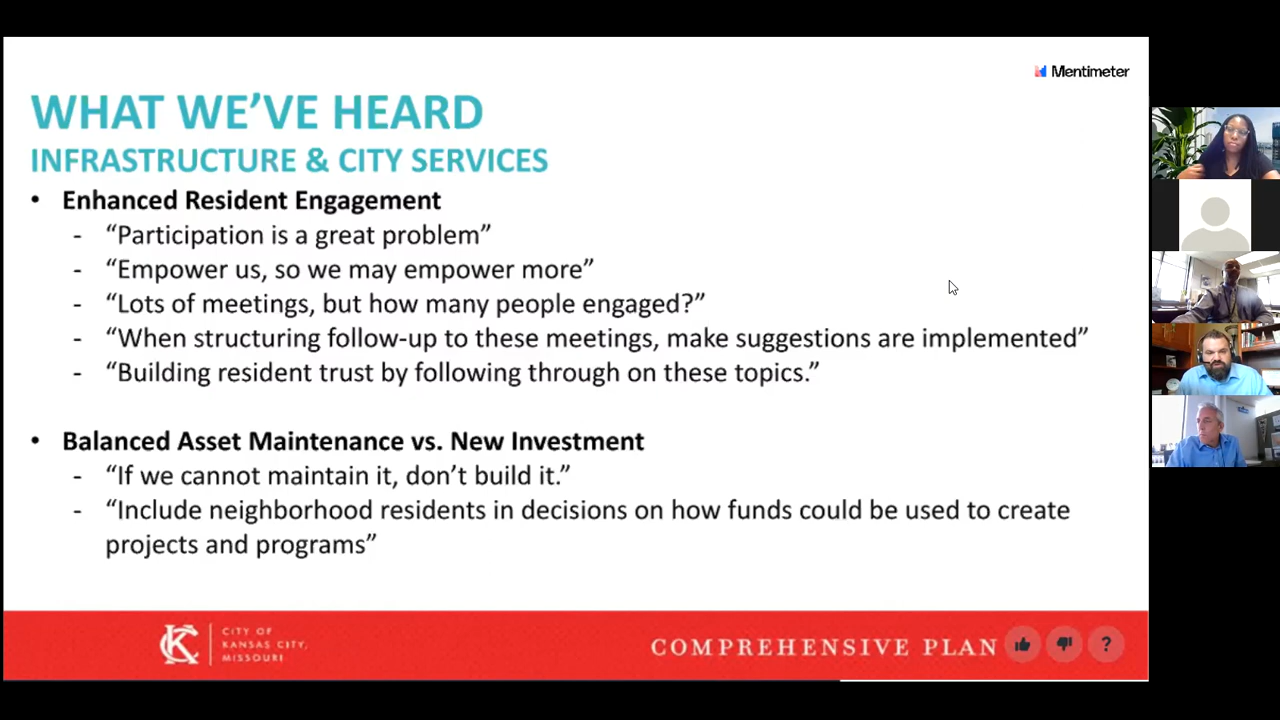 Mentimeter
WHAT WE’VE HEARD
INFRASTRUCTURE & CITY SERVICES
• Enhanced Resident Engagement
- “Participation is a great problem”
- “Empower us, so we may empower more”
- “Lots of meetings, but how many people engaged?”
- “When structuring follow-up to these meetings, make suggestions are implemented”
- “Building resident trust by following through on these topics.”
• Balanced Asset Maintenance vs. New Investment
- “If we cannot maintain it, don’t build it.”
- “Include neighborhood residents in decisions on how funds could be used to create
projects and programs”
KC
CITY OF
KANSAS CITY,
MISSOURI
COMPREHENSIVE PLAN
?